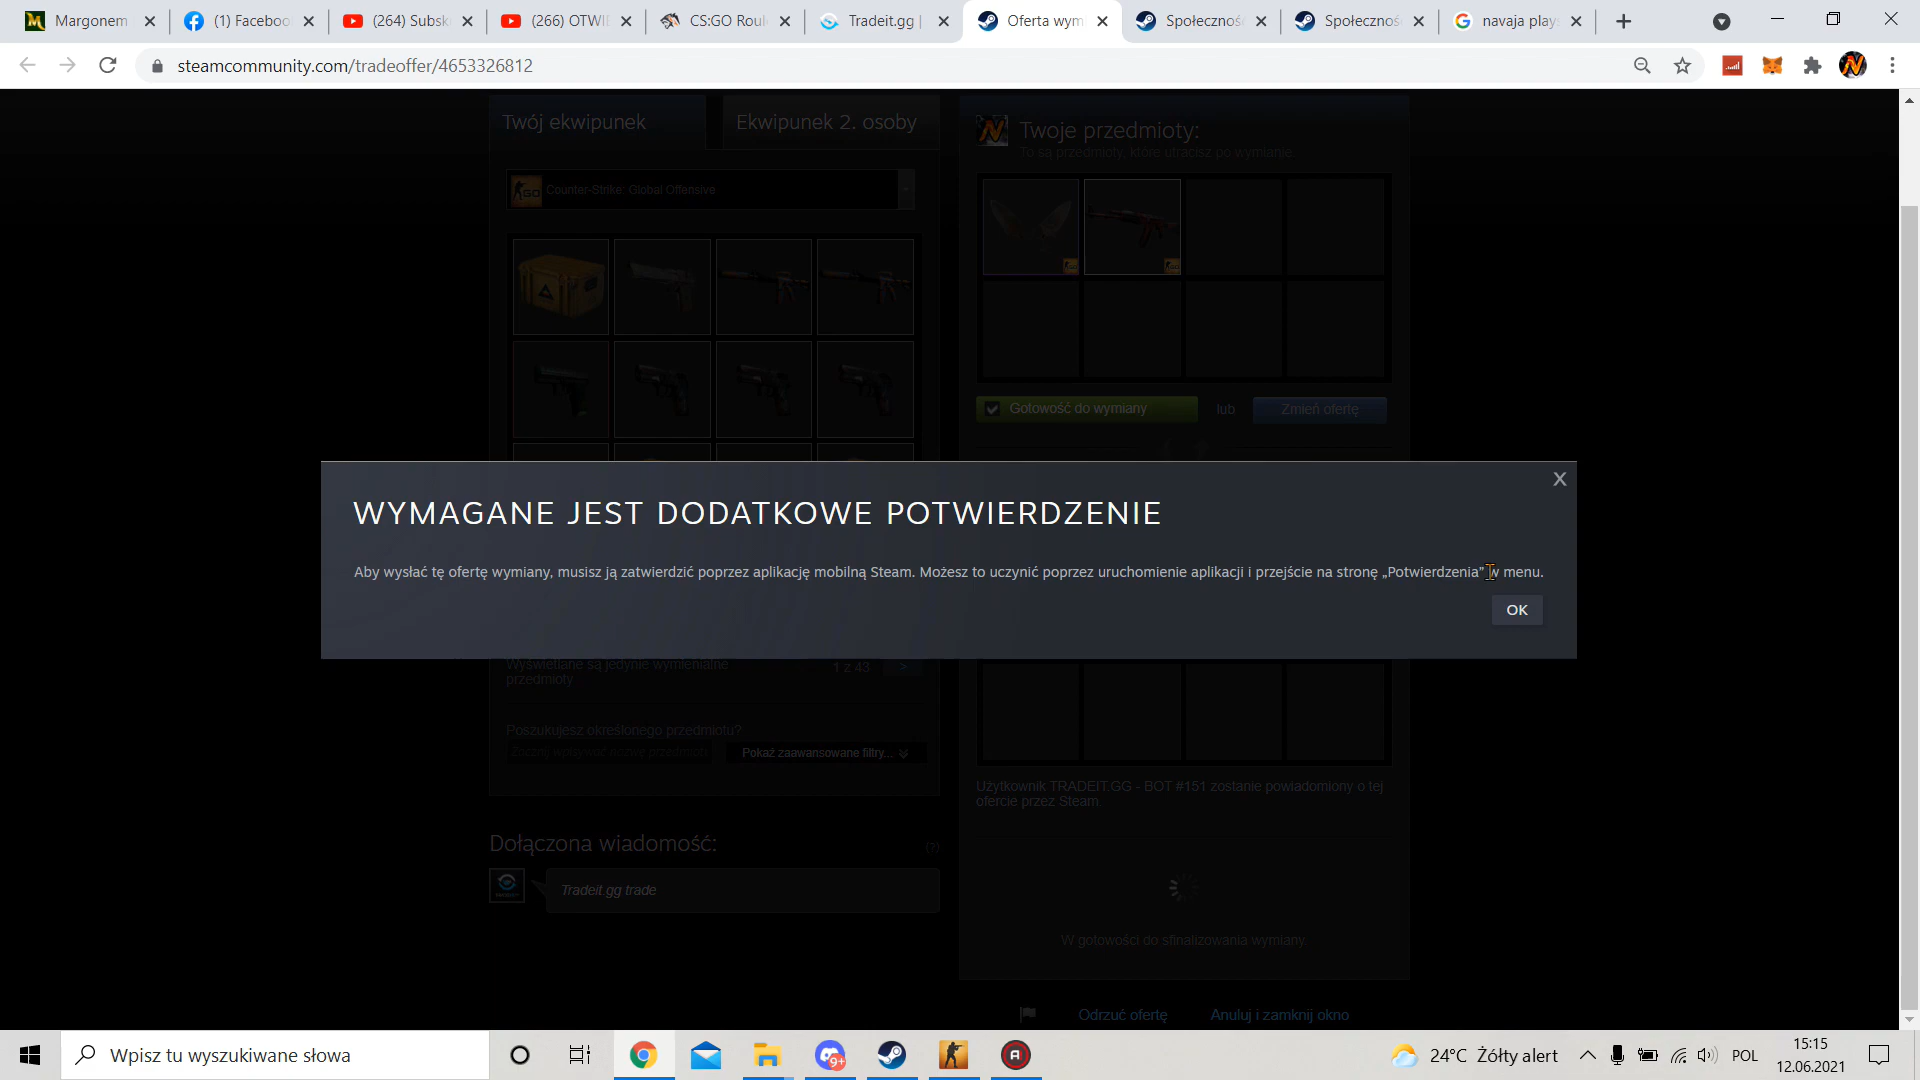 Margonem
(1) Faceboo
(264) Subsk
(266) OTWIE
CS:GO Roul
Tradeit.gg |
Oferta wym
Społecznoś
Społecznoś
navaja play
steamcommunity.com/tradeoffer/4653326812
Twój ekwipunek
Ekwipunek 2. osoby
Twoje przedmioty:
To są przedmioty, które utracisz po wymianie.
Counter-Strike: Global Offensive
Gotowość do wymiany
lub
Zmień ofertę
WYMAGANE JEST DODATKOWE POTWIERDZENIE
Aby wysłać tę ofertę wymiany, musisz ją zatwierdzić poprzez aplikację mobilną Steam. Możesz to uczynić poprzez uruchomienie aplikacji i przejście na stronę „Potwierdzenia” w menu.
OK
Wyświetlane są jedynie wymienialne
przedmioty
1 z 43
>
Poszukujesz określonego przedmiotu?
Zacznij wpisywać nazwę przedmiotu
Pokaż zaawansowane filtry...
Użytkownik TRADEIT.GG - BOT #151 zostanie powiadomiony o tej
ofercie przez Steam.
Dołączona wiadomość:
(?)
Tradeit.gg trade
W gotowości do sfinalizowania wymiany.
Odrzuć ofertę
Anuluj i zamknij okno
Wpisz tu wyszukiwane słowa
9+
24°C Żółty alert
POL
15:15
12.06.2021